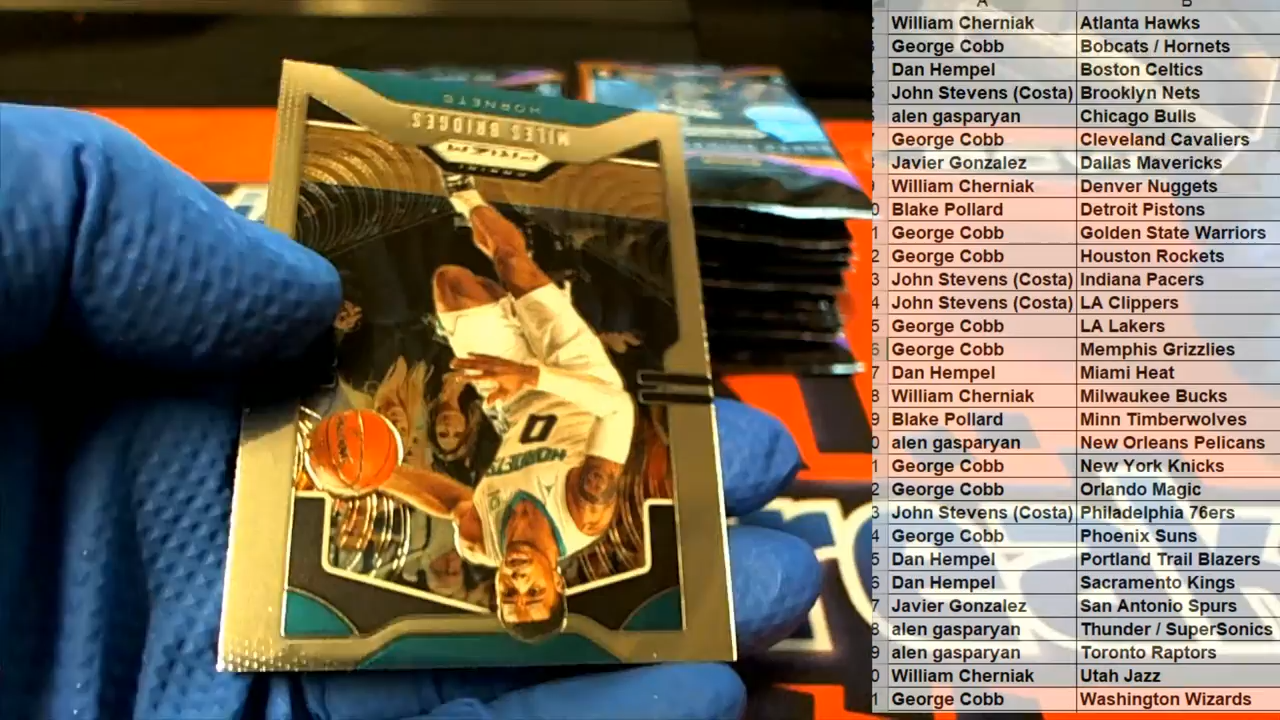 HORNETS
MILES BRIDGES
PRIZM
PANINI
0
HORNETS
A B
William Cherniak Atlanta Hawks
George Cobb Bobcats / Hornets
Dan Hempel Boston Celtics
John Stevens (Costa) Brooklyn Nets
alen gasparyan Chicago Bulls
George Cobb Cleveland Cavaliers
Javier Gonzalez Dallas Mavericks
William Cherniak Denver Nuggets
Blake Pollard Detroit Pistons
George Cobb Golden State Warriors
George Cobb Houston Rockets
John Stevens (Costa) Indiana Pacers
John Stevens (Costa) LA Clippers
George Cobb LA Lakers
George Cobb Memphis Grizzlies
Dan Hempel Miami Heat
William Cherniak Milwaukee Bucks
Blake Pollard Minn Timberwolves
alen gasparyan New Orleans Pelicans
George Cobb New York Knicks
George Cobb Orlando Magic
John Stevens (Costa) Philadelphia 76ers
George Cobb Phoenix Suns
Dan Hempel Portland Trail Blazers
Dan Hempel Sacramento Kings
Javier Gonzalez San Antonio Spurs
alen gasparyan Thunder / SuperSonics
alen gasparyan Toronto Raptors
William Cherniak Utah Jazz
George Cobb Washington Wizards